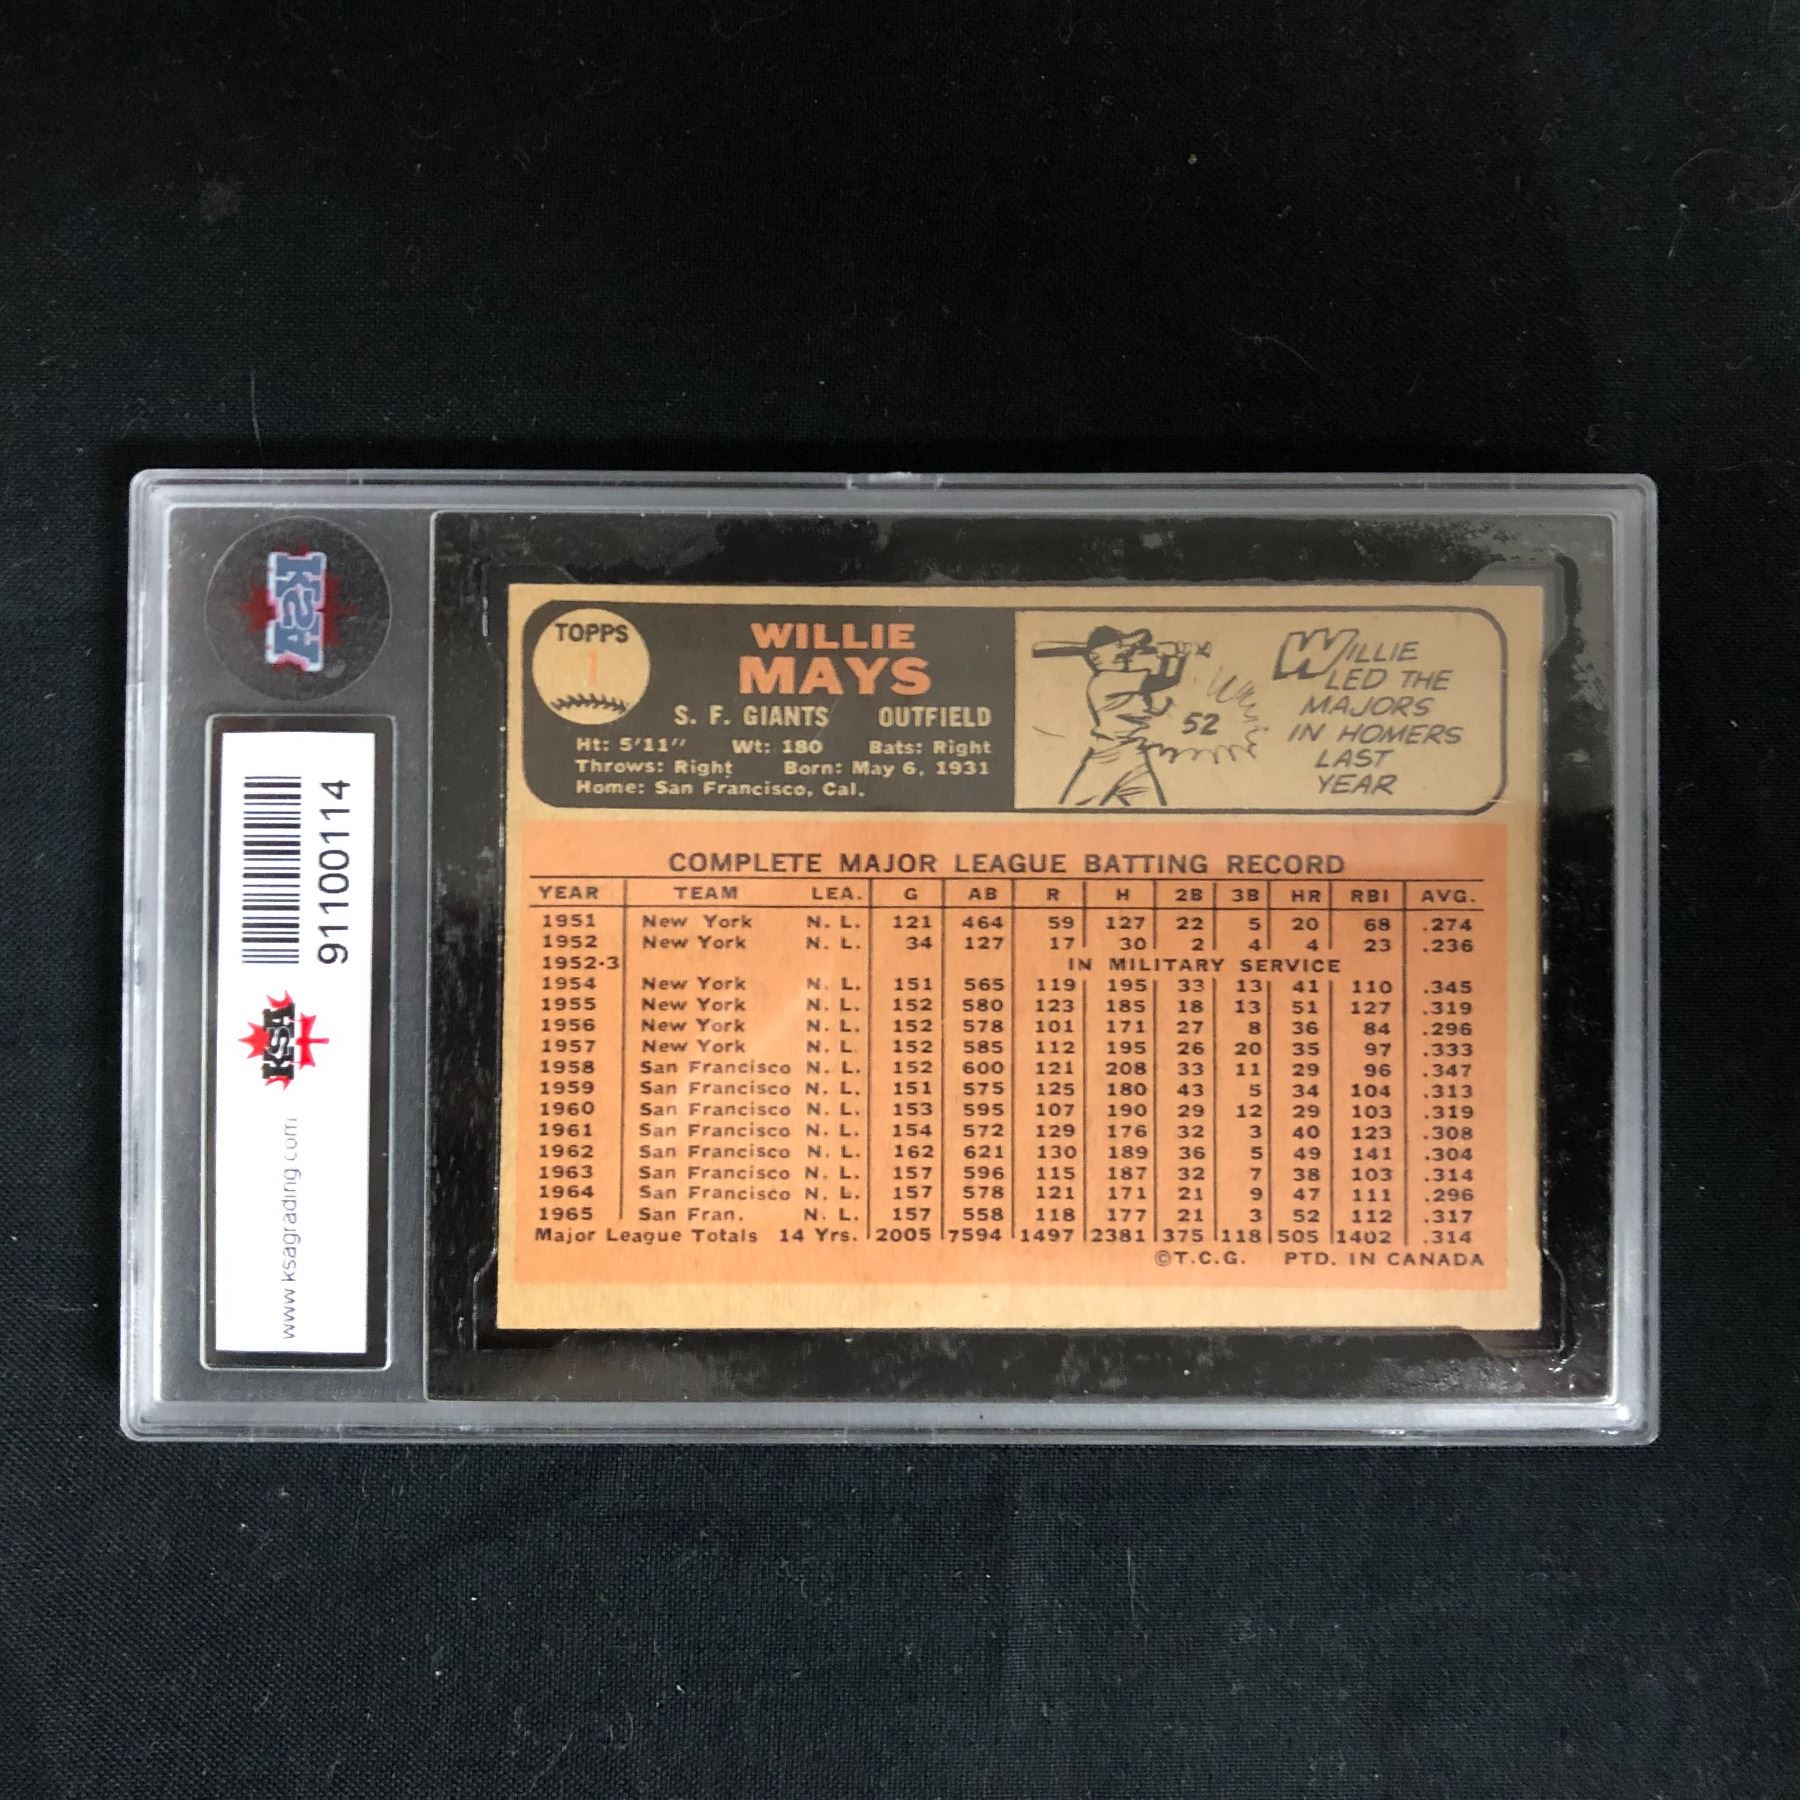 KSA
91100114
KSA
www.ksagrading.com
TOPPS
1
WILLIE
MAYS
S. F. GIANTS OUTFIELD
Ht: 5'11" Wt: 180 Bats: Right
Throws: Right Born: May 6, 1931
Home: San Francisco, Cal.
52
WILLIE
LED THE
MAJORS
IN HOMERS
LAST
YEAR
COMPLETE MAJOR LEAGUE BATTING RECORD
YEAR TEAM LEA. G AB R H 2B 3B HR RBI AVG.
1951 New York N. L. 121 464 59 127 22 5 20 68 .274
1952 New York N. L. 34 127 17 30 2 4 4 23 .236
1952-3 IN MILITARY SERVICE
1954 New York N. L. 151 565 119 195 33 13 41 110 .345
1955 New York N. L. 152 580 123 185 18 13 51 127 .319
1956 New York N. L. 152 578 101 171 27 8 36 84 .296
1957 New York N. L. 152 585 112 195 26 20 35 97 .333
1958 San Francisco N. L. 152 600 121 208 33 11 29 96 .347
1959 San Francisco N. L. 151 575 125 180 43 5 34 104 .313
1960 San Francisco N. L. 153 595 107 190 29 12 29 103 .319
1961 San Francisco N. L. 154 572 129 176 32 3 40 123 .308
1962 San Francisco N. L. 162 621 130 189 36 5 49 141 .304
1963 San Francisco N. L. 157 596 115 187 32 7 38 103 .314
1964 San Francisco N. L. 157 578 121 171 21 9 47 111 .296
1965 San Fran. N. L. 157 558 118 177 21 3 52 112 .317
Major League Totals 14 Yrs. 2005 7594 1497 2381 375 118 505 1402 .314
©T.C.G. PTD. IN CANADA